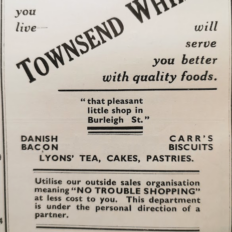 you
live
will
TOWNSEND
serve
you better
with quality foods.
"that pleasant
little shop in
Burleigh St."
DANISH CARR'S
BACON BISCUITS
LYONS' TEA, CAKES, PASTRIES.
Utilise our outside sales organisation
meaning "NO TROUBLE SHOPPING"
at less cost to you. This department
is under the personal direction of a
partner.